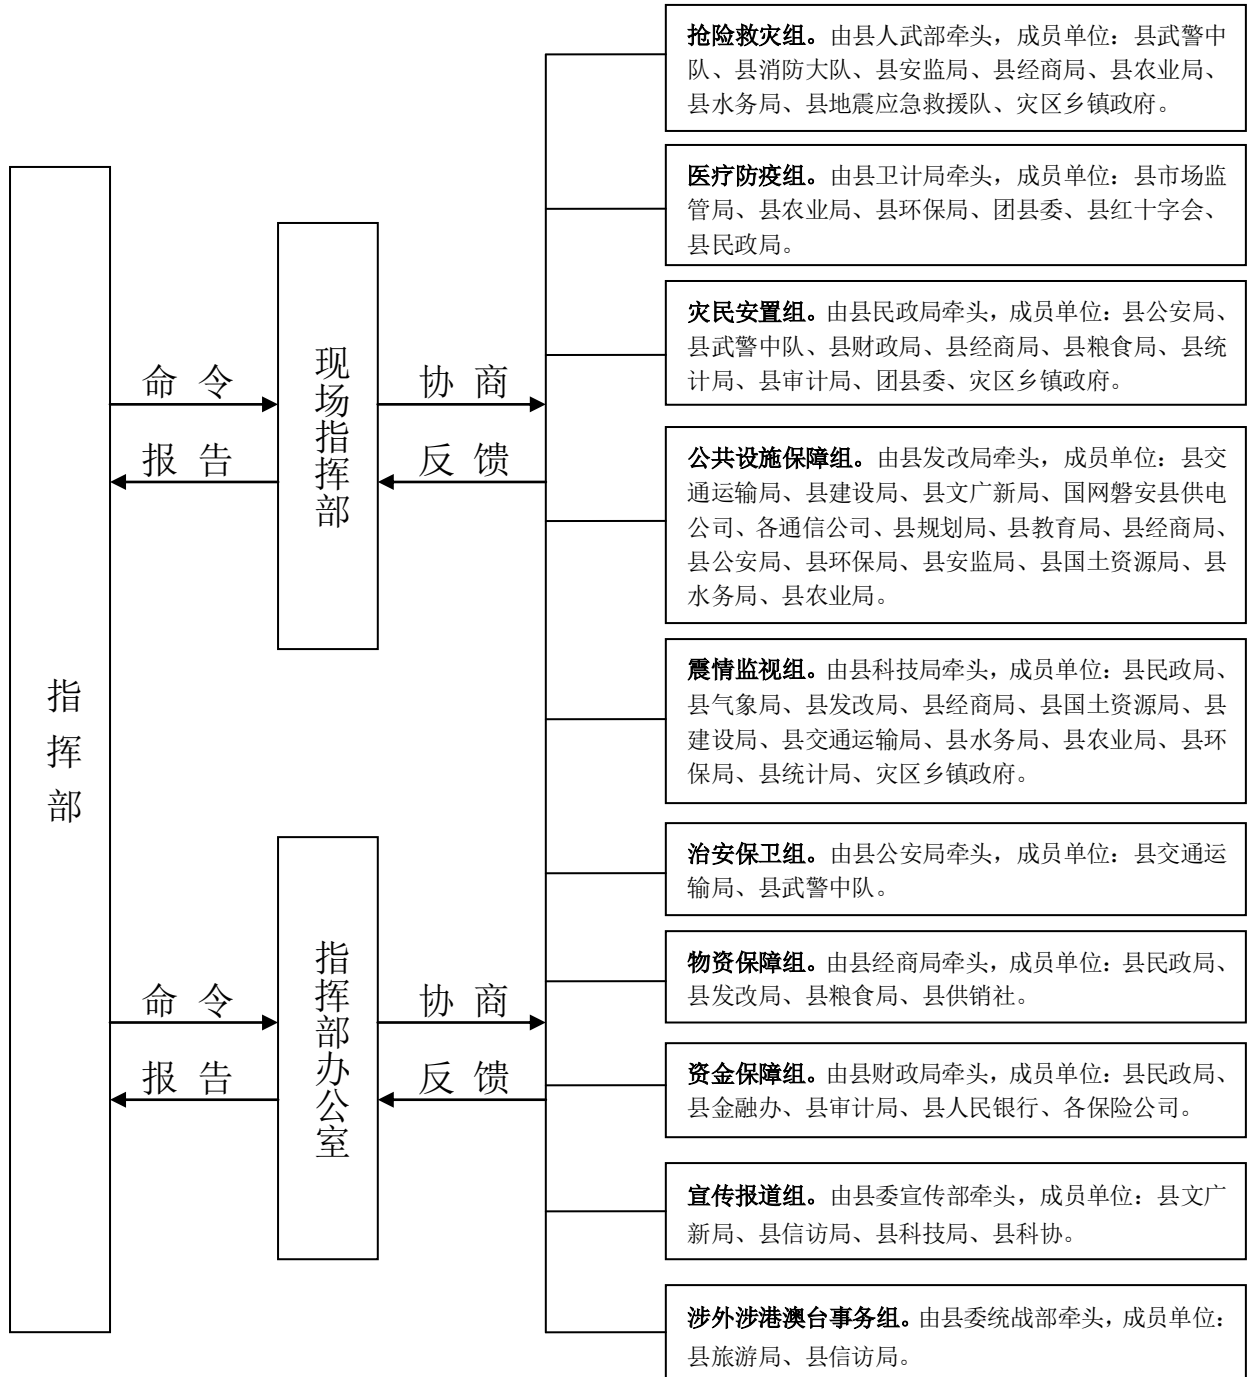 指挥部
命令
报告
现场指挥部
协商
反馈
命令
报告
指挥部办公室
协商
反馈
抢险救灾组。由县人武部牵头，成员单位：县武警中
队、县消防大队、县安监局、县经商局、县农业局、
县水务局、县地震应急救援队、灾区乡镇政府。
医疗防疫组。由县卫计局牵头，成员单位：县市场监
管局、县农业局、县环保局、团县委、县红十字会、
县民政局。
灾民安置组。由县民政局牵头，成员单位：县公安局、
县武警中队、县财政局、县经商局、县粮食局、县统
计局、县审计局、团县委、灾区乡镇政府。
公共设施保障组。由县发改局牵头，成员单位：县交
通运输局、县建设局、县文广新局、国网磐安县供电
公司、各通信公司、县规划局、县教育局、县经商局、
县公安局、县环保局、县安监局、县国土资源局、县
水务局、县农业局。
震情监视组。由县科技局牵头，成员单位：县民政局、
县气象局、县发改局、县经商局、县国土资源局、县
建设局、县交通运输局、县水务局、县农业局、县环
保局、县统计局、灾区乡镇政府。
治安保卫组。由县公安局牵头，成员单位：县交通运
输局、县武警中队。
物资保障组。由县经商局牵头，成员单位：县民政局、
县发改局、县粮食局、县供销社。
资金保障组。由县财政局牵头，成员单位：县民政局、
县金融办、县审计局、县人民银行、各保险公司。
宣传报道组。由县委宣传部牵头，成员单位：县文广
新局、县信访局、县科技局、县科协。
涉外涉港澳台事务组。由县委统战部牵头，成员单位：
县旅游局、县信访局。